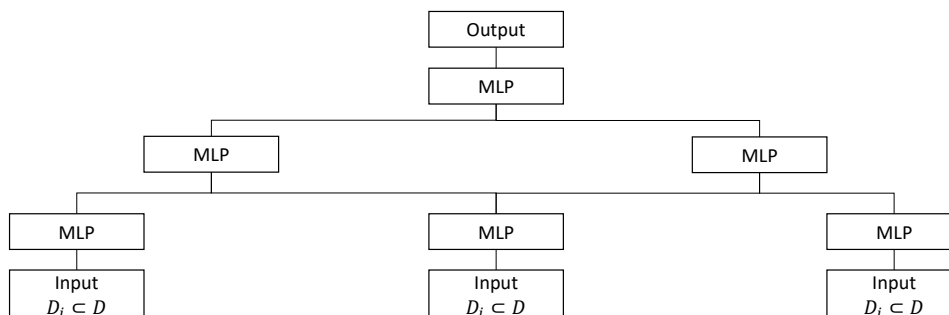 Output
MLP
MLP
MLP
MLP
MLP
MLP
Input
D_i ⊂ D
Input
D_i ⊂ D
Input
D_i ⊂ D